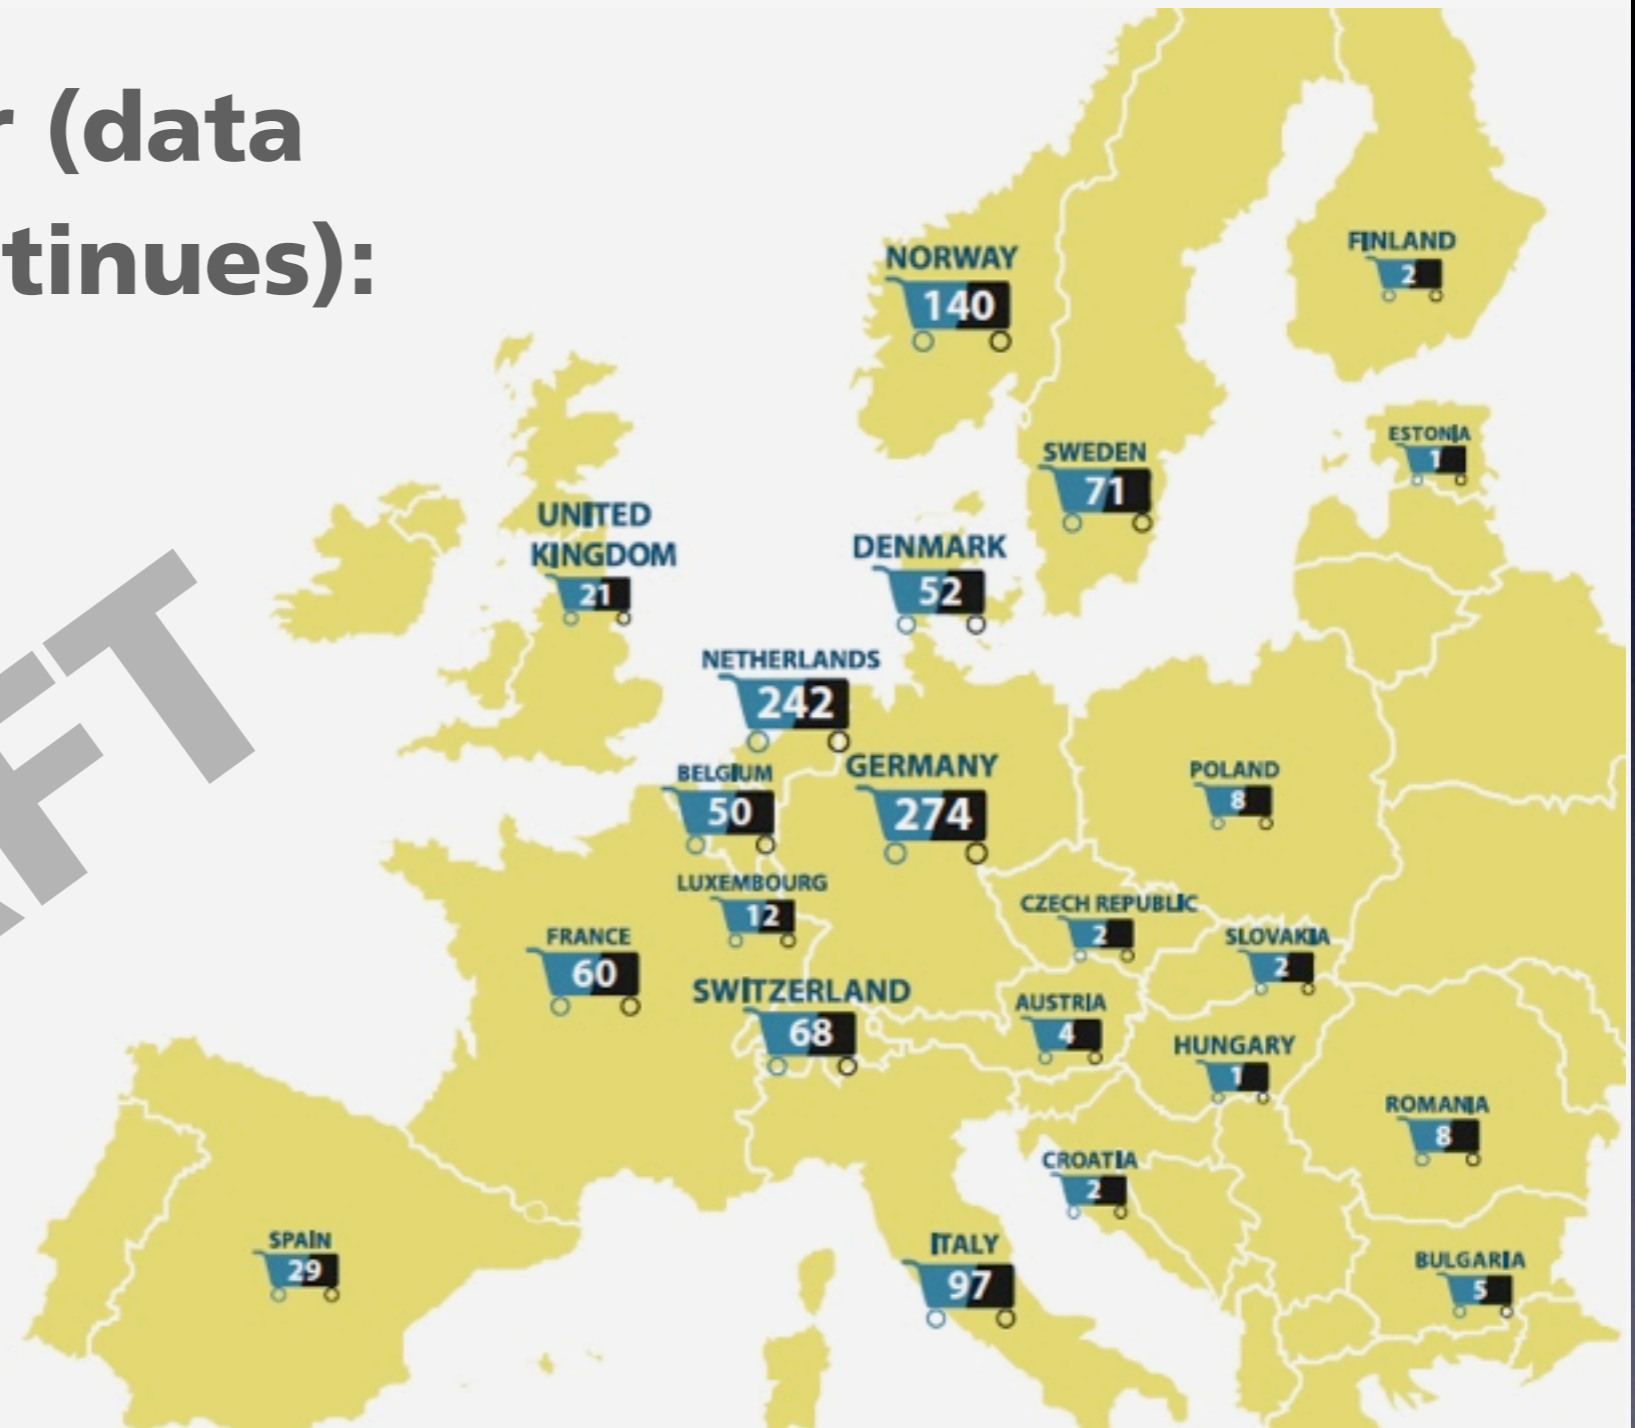 r (data
tinues):
NORWAY
140
FINLAND
2
ESTONIA
1
SWEDEN
71
UNITED
KINGDOM
21
DENMARK
52
NETHERLANDS
242
BELGIUM
50
GERMANY
274
POLAND
8
LUXEMBOURG
12
CZECH REPUBLIC
2
FRANCE
60
SLOVAKIA
2
SWITZERLAND
68
AUSTRIA
4
HUNGARY
1
ROMANIA
8
CROATIA
2
SPAIN
29
ITALY
97
BULGARIA
5
FT